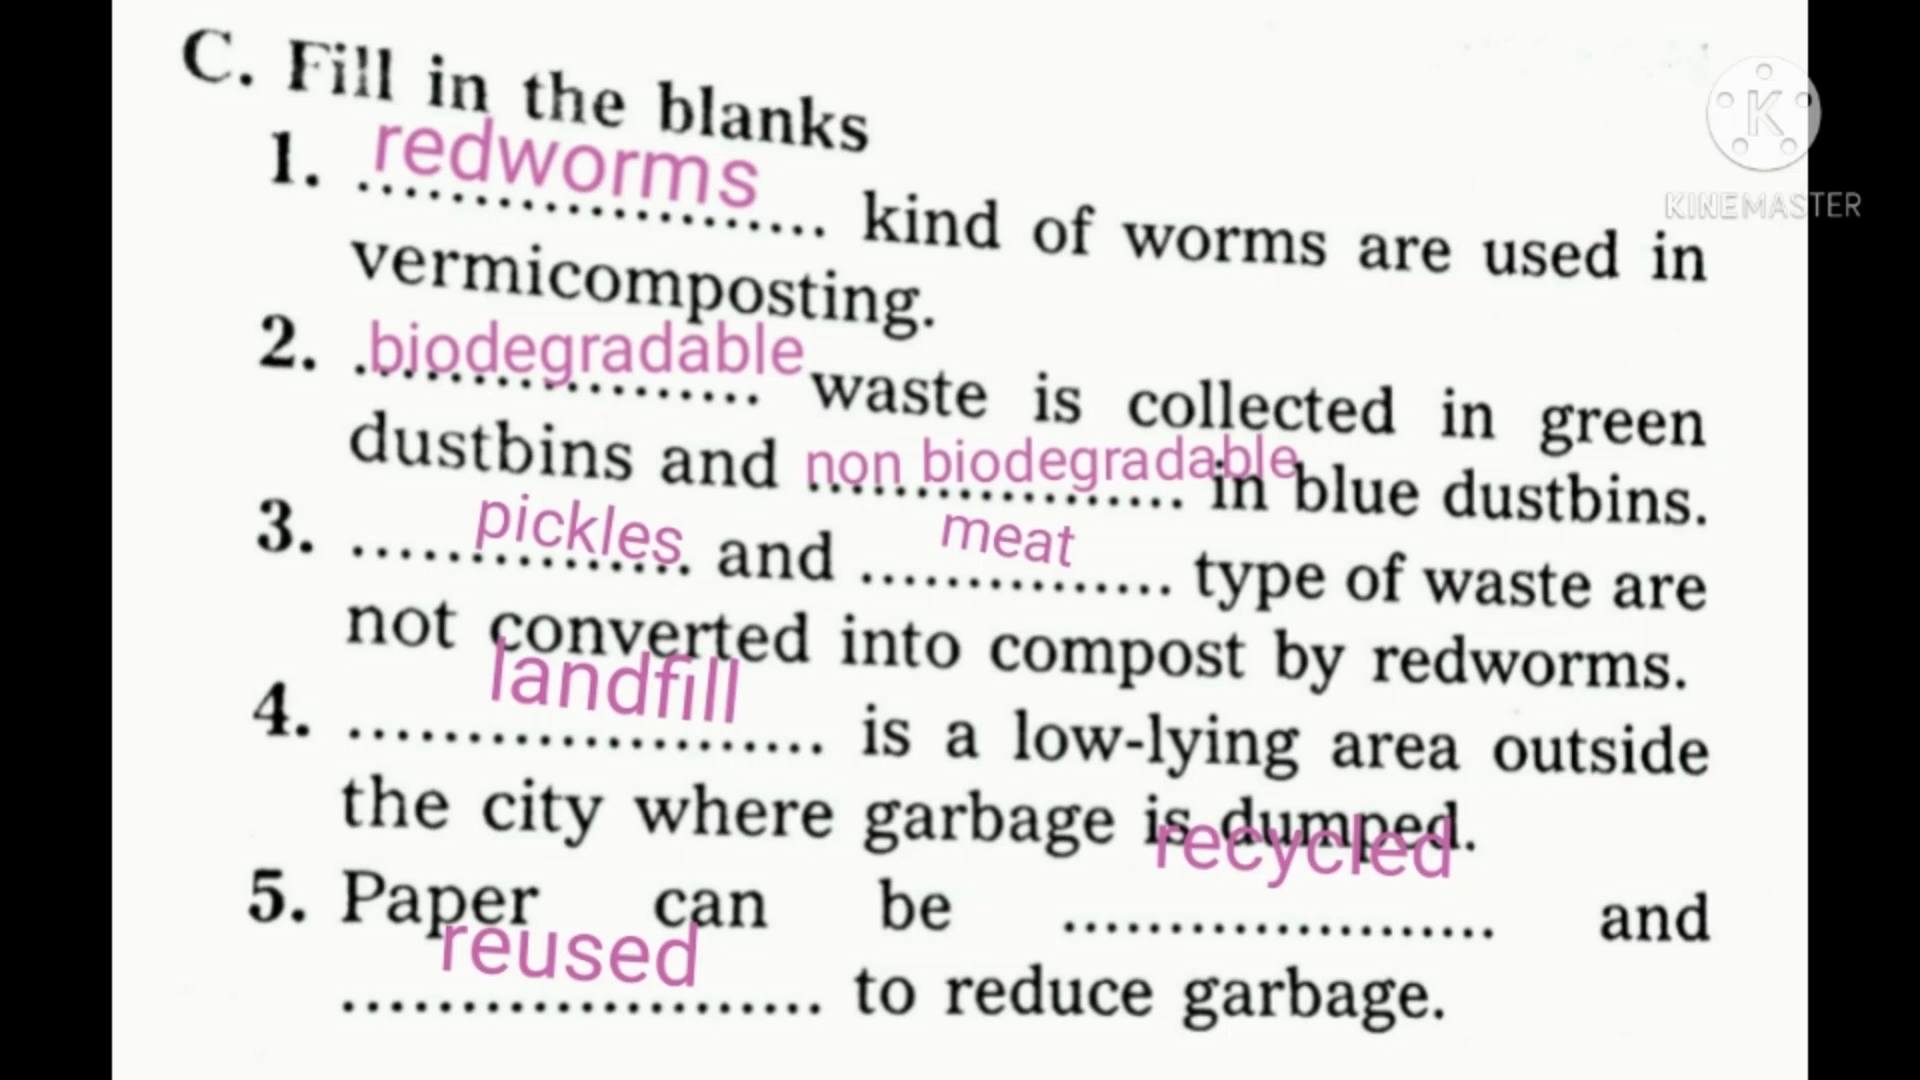 C. Fill in the blanks
1. redworms ..................... kind of worms are used in
vermicomposting.
2. biodegradable .................. waste is collected in green
dustbins and non biodegradable .................. in blue dustbins.
3. pickles ............... and meat ............... type of waste are
not converted into compost by redworms.
4. landfill ..................... is a low-lying area outside
the city where garbage is dumped.
5. Paper can be recycled ..................... and
reused ..................... to reduce garbage.
K
KINEMASTER